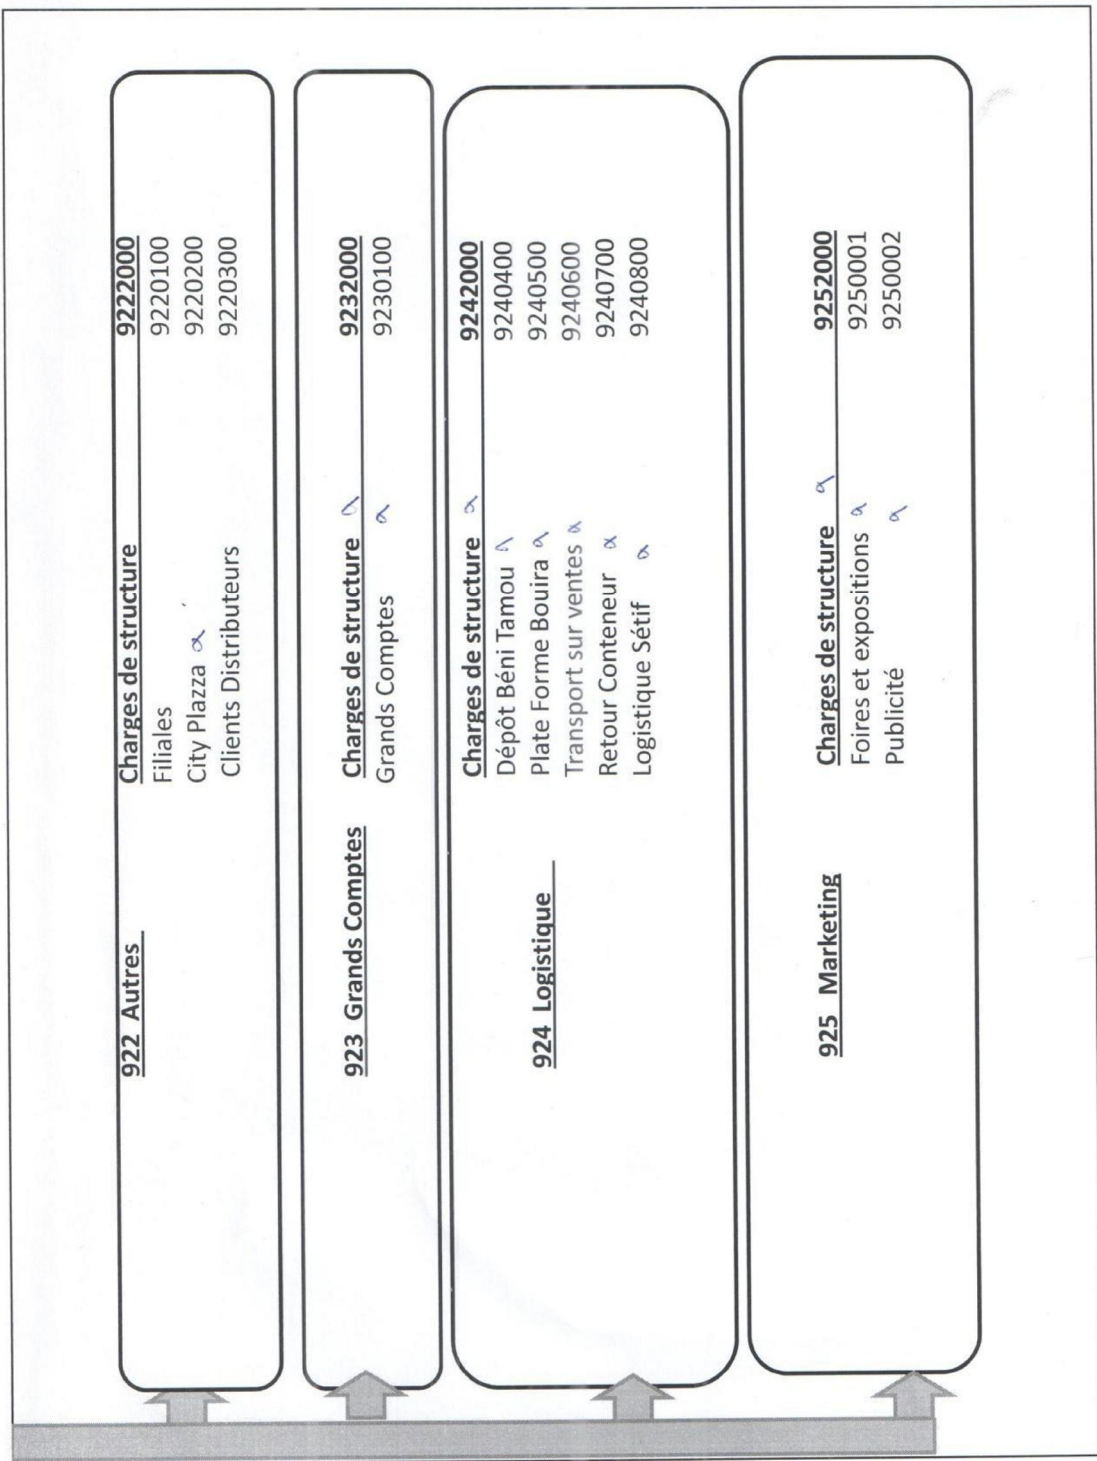 922 Autres Charges de structure 9222000
Filiales 9220100
City Plazza α 9220200
Clients Distributeurs 9220300
923 Grands Comptes Charges de structure α 9232000
Grands Comptes α 9230100
924 Logistique Charges de structure α 9242000
Dépôt Béni Tamou α 9240400
Plate Forme Bouira α 9240500
Transport sur ventes α 9240600
Retour Conteneur α 9240700
Logistique Sétif α 9240800
925 Marketing Charges de structure α 9252000
Foires et expositions α 9250001
Publicité α 9250002